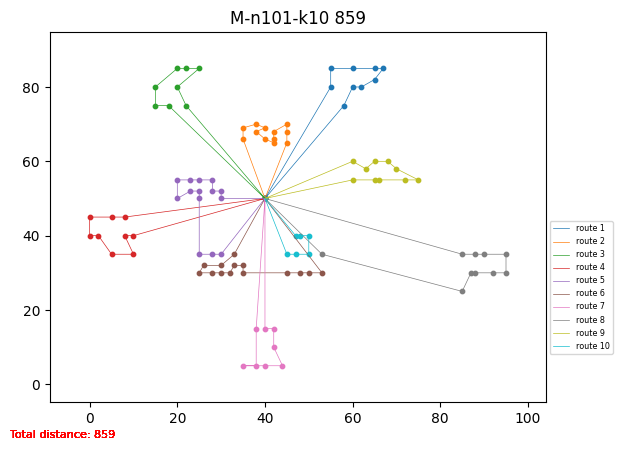 M-n101-k10 859
80
60
40
20
0
0 20 40 60 80 100
route 1
route 2
route 3
route 4
route 5
route 6
route 7
route 8
route 9
route 10
Total distance: 859